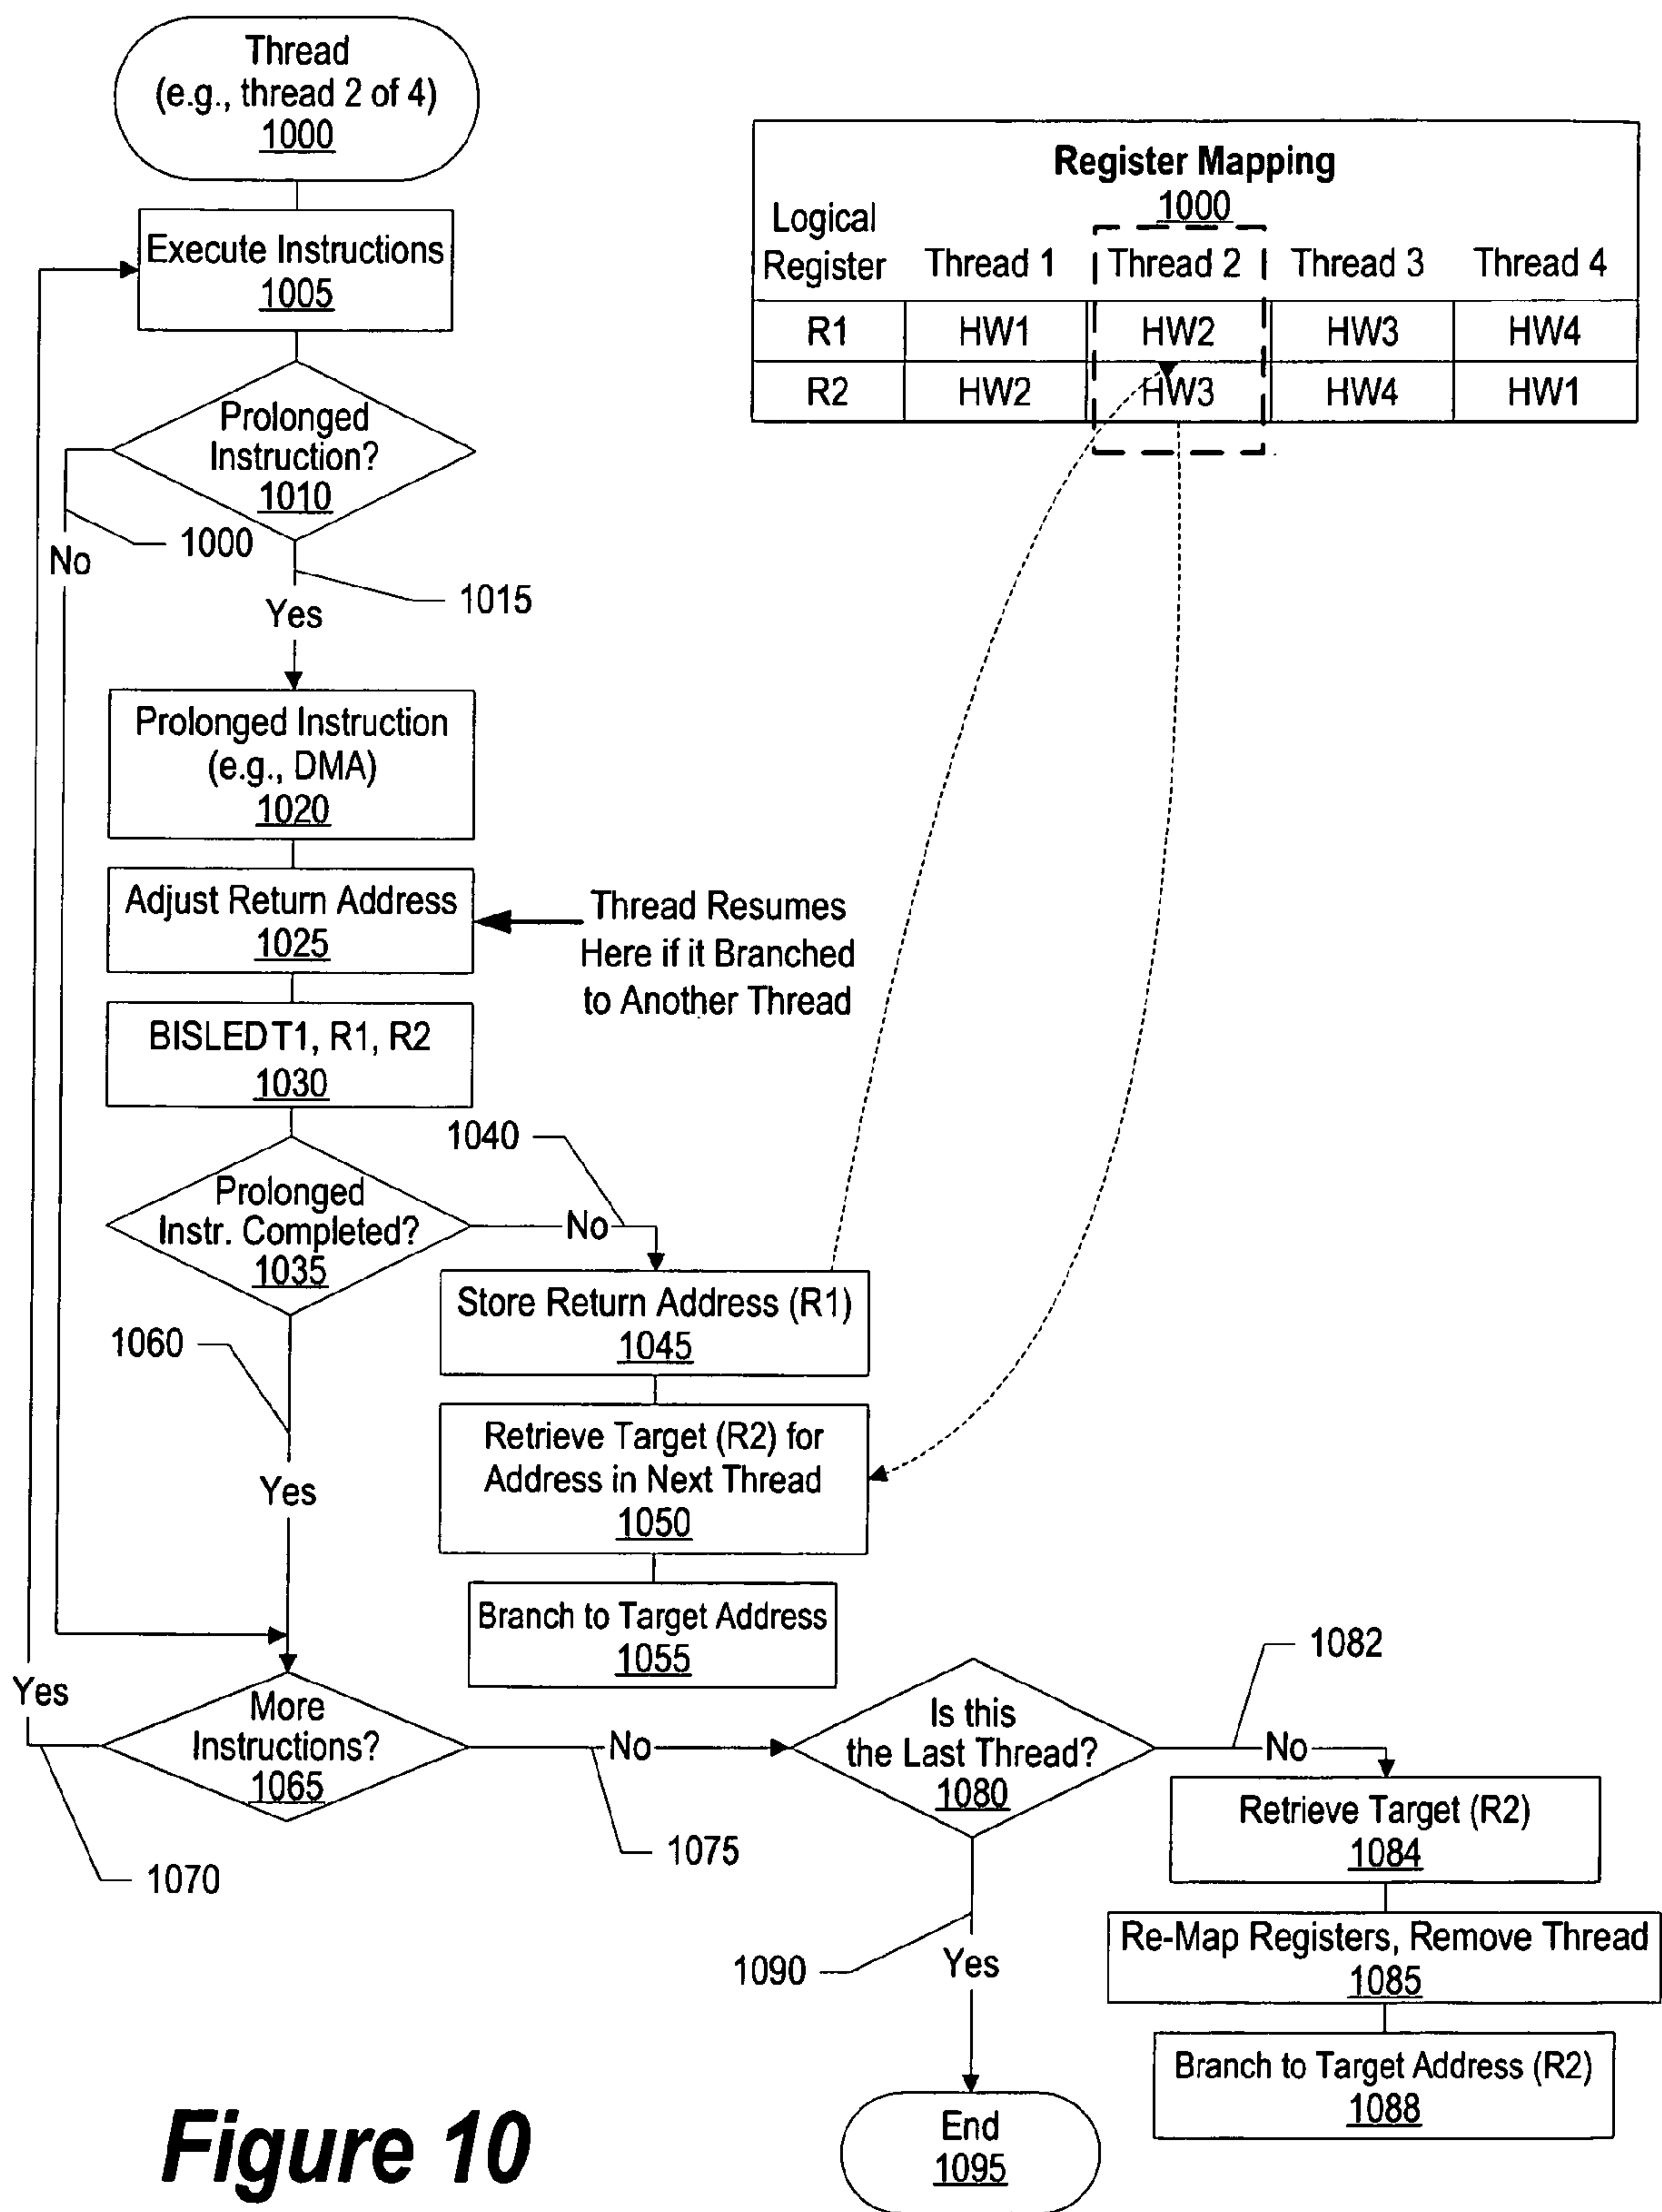 Thread
(e.g., thread 2 of 4)
1000
Register Mapping
1000
Logical
Register
Thread 1
Thread 2
Thread 3
Thread 4
R1
HW1
HW2
HW3
HW4
R2
HW2
HW3
HW4
HW1
Execute Instructions
1005
Prolonged
Instruction?
1010
1000
No
1015
Yes
Prolonged Instruction
(e.g., DMA)
1020
Adjust Return Address
1025
Thread Resumes
Here if it Branched
to Another Thread
BISLED T1, R1, R2
1030
1040
Prolonged
Instr. Completed?
1035
No
Store Return Address (R1)
1045
1060
Retrieve Target (R2) for
Address in Next Thread
1050
Yes
Branch to Target Address
1055
1082
Yes
More
Instructions?
1065
No
Is this
the Last Thread?
1080
No
Retrieve Target (R2)
1084
1075
1070
Re-Map Registers, Remove Thread
1085
1090
Yes
Branch to Target Address (R2)
1088
End
1095
Figure 10